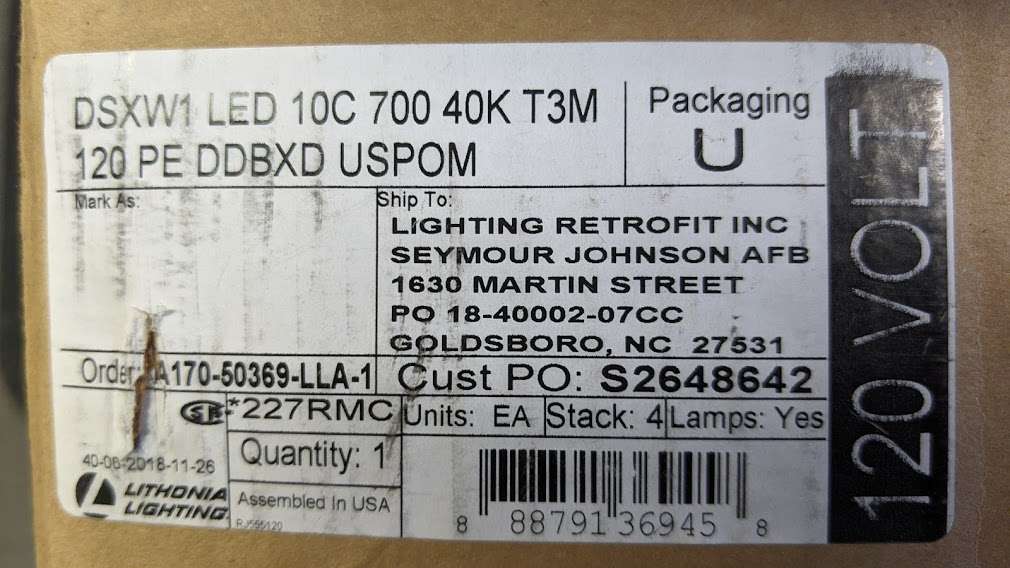 DSXW1 LED 10C 700 40K T3M
120 PE DDBXD USPOM
Packaging
U
120 VOLT
Mark As:
Ship To:
LIGHTING RETROFIT INC
SEYMOUR JOHNSON AFB
1630 MARTIN STREET
PO 18-40002-07CC
GOLDSBORO, NC 27531
Order: A170-50369-LLA-1
Cust PO: S2648642
*227RMC
Units: EA
Stack: 4
Lamps: Yes
40-06-2018-11-26
Quantity: 1
LITHONIA
LIGHTING
Assembled In USA
8 88791 36945 8